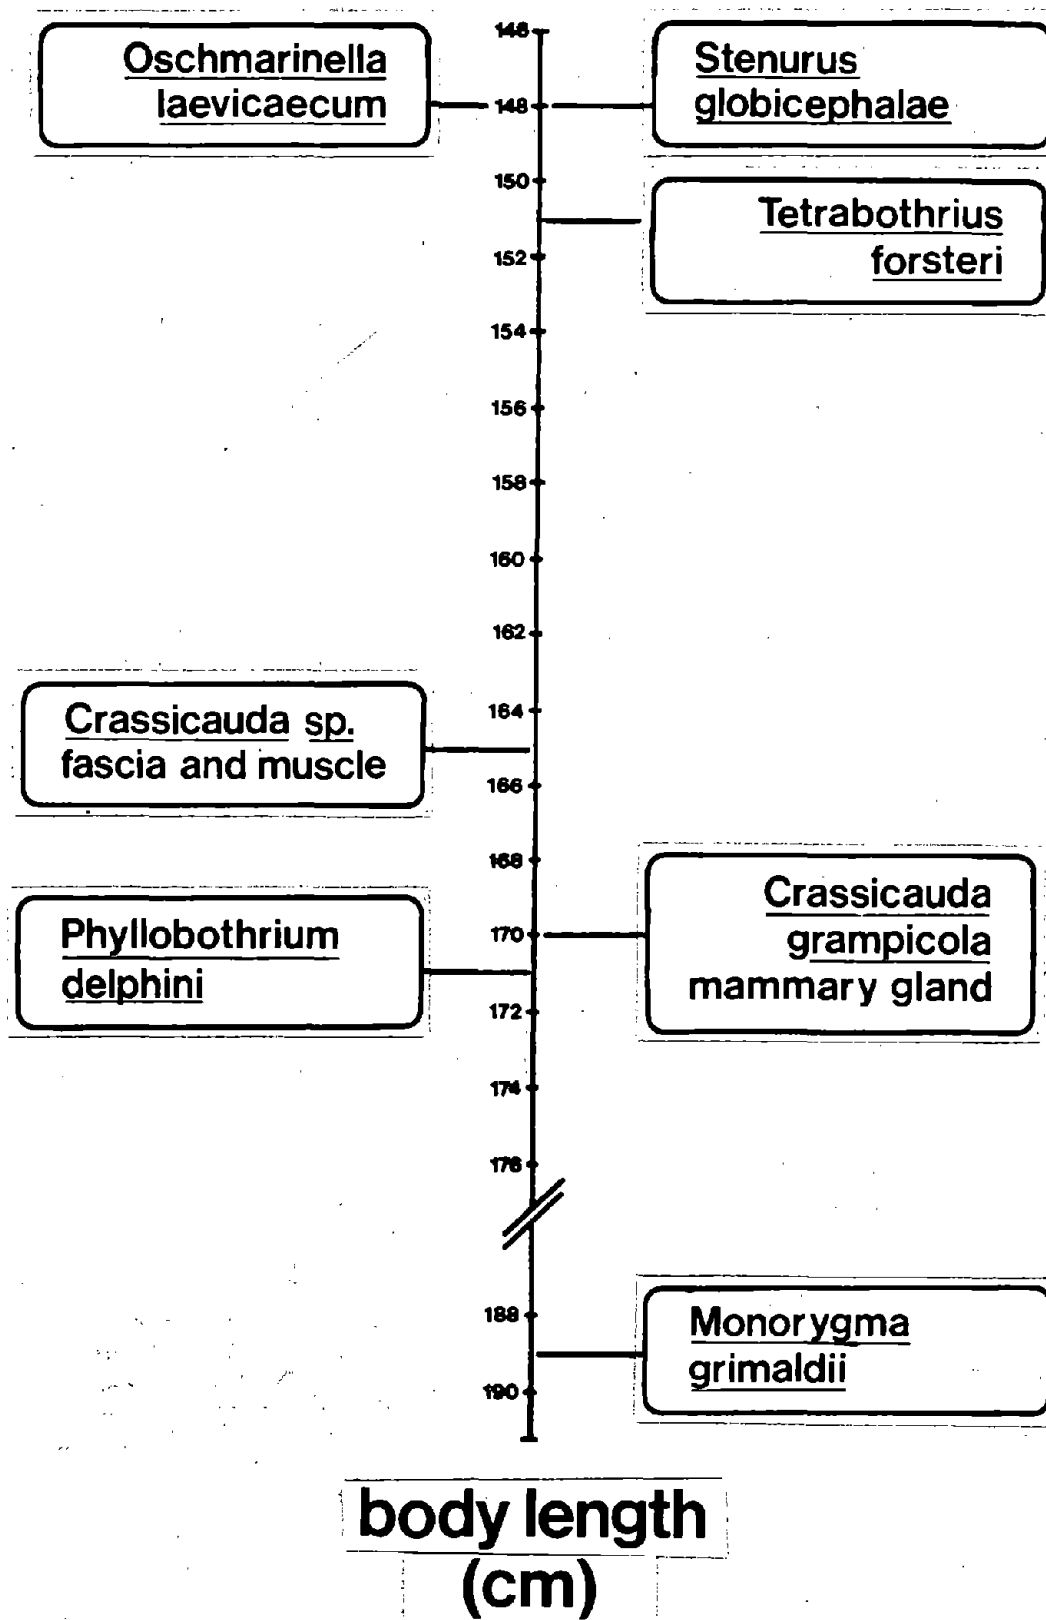 Oschmarinella
laevicaecum
Stenurus
globicephalae
Tetrabothrius
forsteri
146
148
150
152
154
156
158
160
162
164
166
168
170
172
174
176
188
190
Crassicauda sp.
fascia and muscle
Phyllobothrium
delphini
Crassicauda
grampicola
mammary gland
Monorygma
grimaldii
body length
(cm)